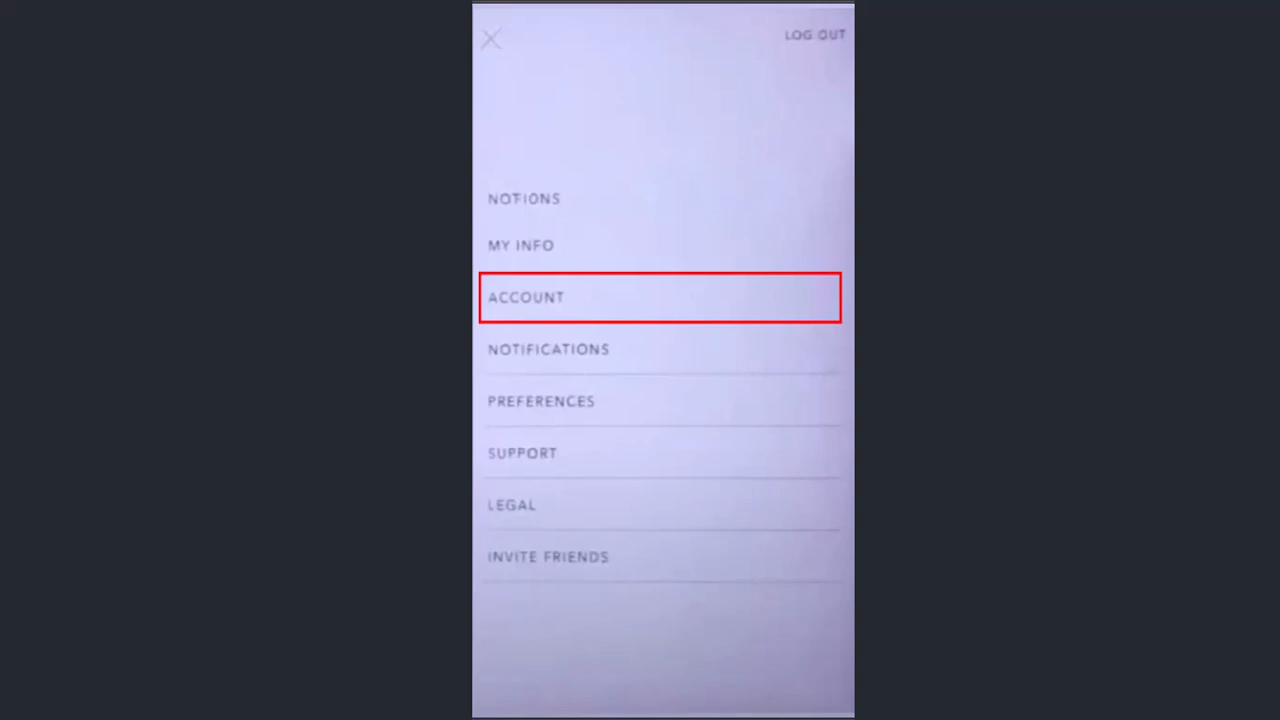 LOG OUT
NOTIONS
MY INFO
ACCOUNT
NOTIFICATIONS
PREFERENCES
SUPPORT
LEGAL
INVITE FRIENDS